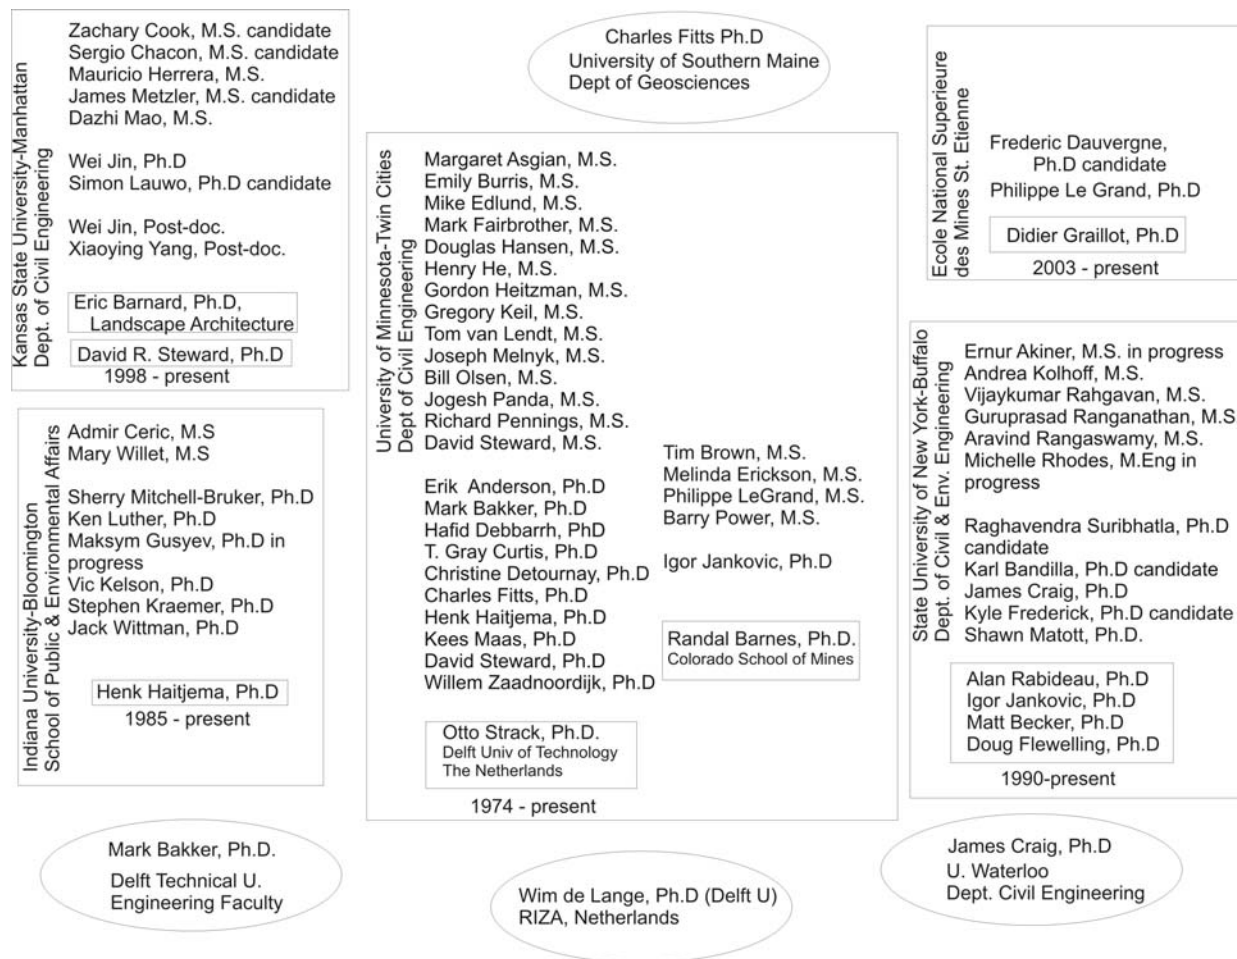 Zachary Cook, M.S. candidate
Sergio Chacon, M.S. candidate
Mauricio Herrera, M.S.
James Metzler, M.S. candidate
Dazhi Mao, M.S.
Wei Jin, Ph.D
Simon Lauwo, Ph.D candidate
Wei Jin, Post-doc.
Xiaoying Yang, Post-doc.
Eric Barnard, Ph.D,
Landscape Architecture
David R. Steward, Ph.D
1998 - present
Kansas State University-Manhattan
Dept. of Civil Engineering
Charles Fitts Ph.D
University of Southern Maine
Dept of Geosciences
Ecole National Superieure
des Mines St. Etienne
Frederic Dauvergne,
Ph.D candidate
Philippe Le Grand, Ph.D
Didier Graillot, Ph.D
2003 - present
University of Minnesota-Twin Cities
Dept of Civil Engineering
Margaret Asgian, M.S.
Emily Burris, M.S.
Mike Edlund, M.S.
Mark Fairbrother, M.S.
Douglas Hansen, M.S.
Henry He, M.S.
Gordon Heitzman, M.S.
Gregory Keil, M.S.
Tom van Lendt, M.S.
Joseph Melnyk, M.S.
Bill Olsen, M.S.
Jogesh Panda, M.S.
Richard Pennings, M.S.
David Steward, M.S.
Erik Anderson, Ph.D
Mark Bakker, Ph.D
Hafid Debbarrh, PhD
T. Gray Curtis, Ph.D
Christine Detournay, Ph.D
Charles Fitts, Ph.D
Henk Haitjema, Ph.D
Kees Maas, Ph.D
David Steward, Ph.D
Willem Zaadnoordijk, Ph.D
Otto Strack, Ph.D.
Delft Univ of Technology
The Netherlands
1974 - present
Tim Brown, M.S.
Melinda Erickson, M.S.
Philippe LeGrand, M.S.
Barry Power, M.S.
Igor Jankovic, Ph.D
Randal Barnes, Ph.D.
Colorado School of Mines
State University of New York-Buffalo
Dept. of Civil & Env. Engineering
Ernur Akiner, M.S. in progress
Andrea Kolhoff, M.S.
Vijaykumar Rahgavan, M.S.
Guruprasad Ranganathan, M.S
Aravind Rangaswamy, M.S.
Michelle Rhodes, M.Eng in
progress
Raghavendra Suribhatla, Ph.D
candidate
Karl Bandilla, Ph.D candidate
James Craig, Ph.D
Kyle Frederick, Ph.D candidate
Shawn Matott, Ph.D.
Alan Rabideau, Ph.D
Igor Jankovic, Ph.D
Matt Becker, Ph.D
Doug Flewelling, Ph.D
1990-present
Indiana University-Bloomington
School of Public & Environmental Affairs
Admir Ceric, M.S
Mary Willet, M.S
Sherry Mitchell-Bruker, Ph.D
Ken Luther, Ph.D
Maksym Gusyev, Ph.D in
progress
Vic Kelson, Ph.D
Stephen Kraemer, Ph.D
Jack Wittman, Ph.D
Henk Haitjema, Ph.D
1985 - present
Mark Bakker, Ph.D.
Delft Technical U.
Engineering Faculty
Wim de Lange, Ph.D (Delft U)
RIZA, Netherlands
James Craig, Ph.D
U. Waterloo
Dept. Civil Engineering